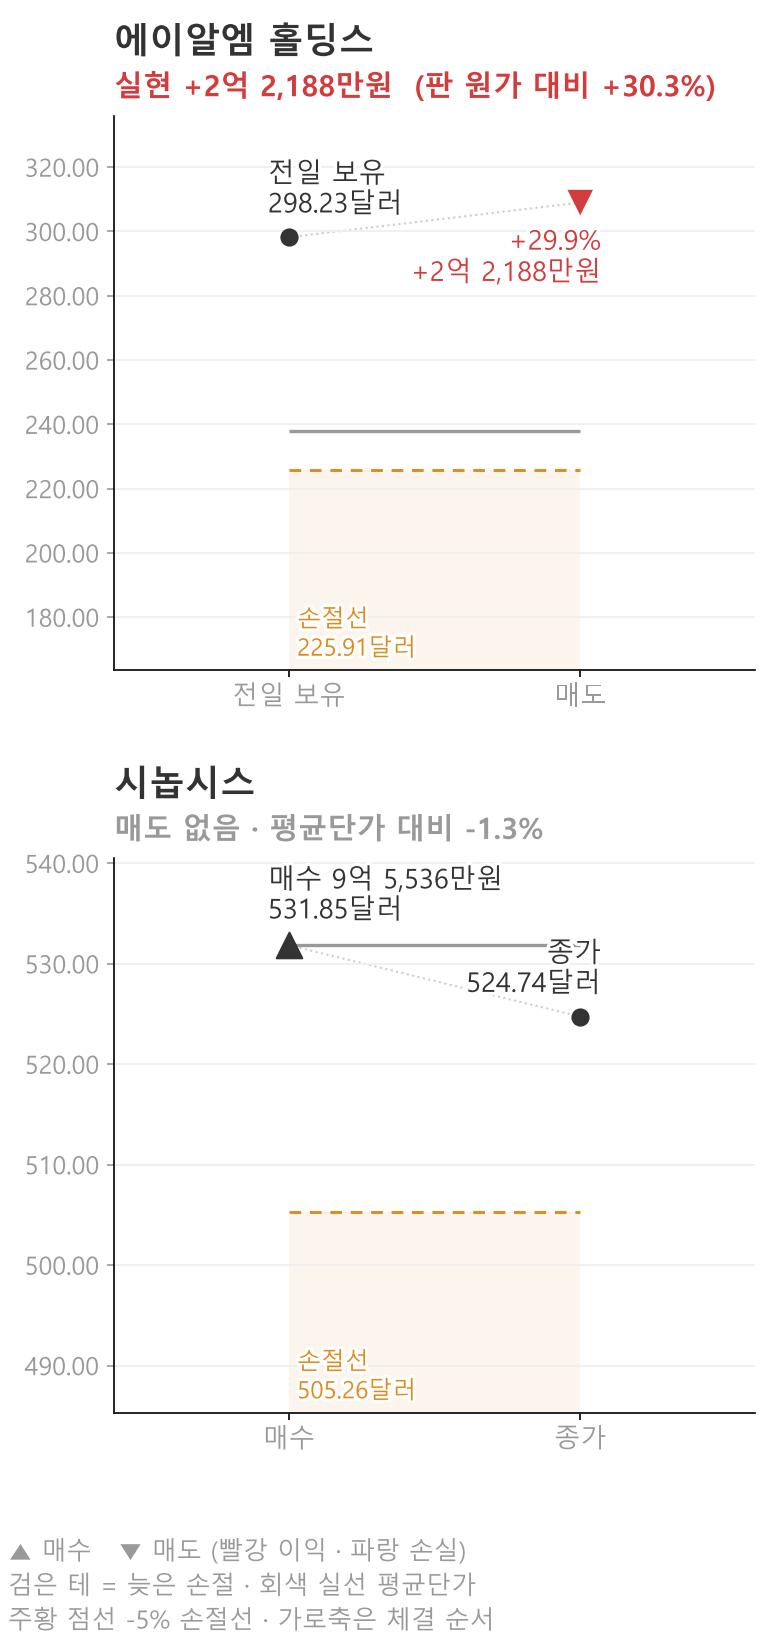 에이알엠 홀딩스
실현 +2억 2,188만원 (판 원가 대비 +30.3%)
320.00
전일 보유
298.23달러
300.00
+29.9%
+2억 2,188만원
280.00
260.00
240.00
220.00
200.00
180.00
손절선
225.91달러
전일 보유 매도
시놉시스
매도 없음 · 평균단가 대비 -1.3%
540.00
매수 9억 5,536만원
531.85달러
종가
530.00
524.74달러
520.00
510.00
500.00
490.00
손절선
505.26달러
매수 종가
▲ 매수 ▼ 매도 (빨강 이익 · 파랑 손실)
검은 테 = 늦은 손절 · 회색 실선 평균단가
주황 점선 -5% 손절선 · 가로축은 체결 순서